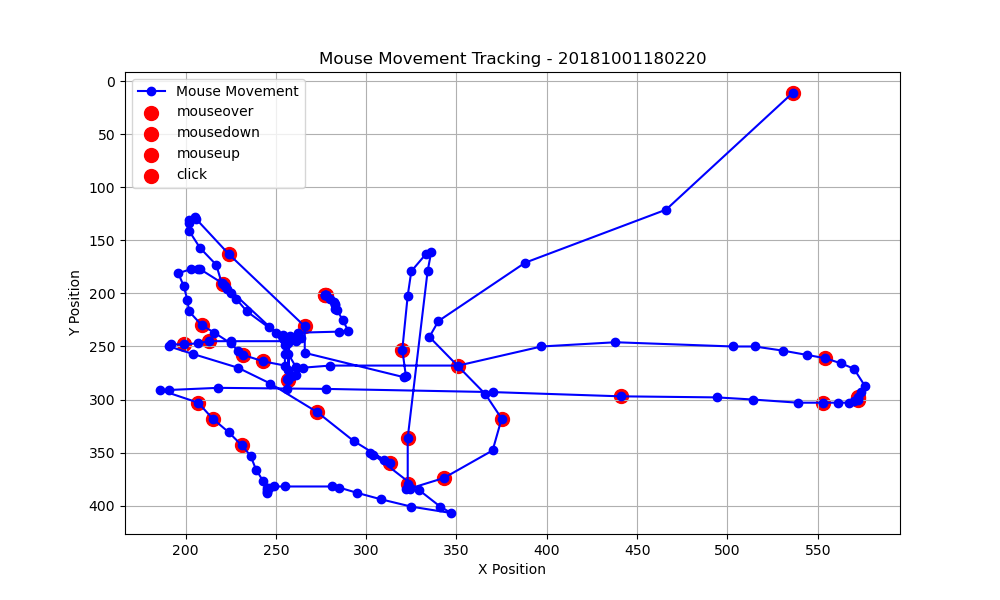 Mouse Movement Tracking - 20181001180220
Mouse Movement
mouseover
mousedown
mouseup
click
0
50
100
150
200
250
300
350
400
Y Position
200 250 300 350 400 450 500 550
X Position